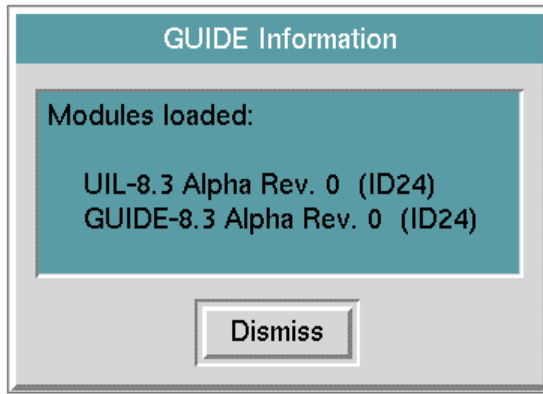 GUIDE Information
Modules loaded:
UIL-8.3 Alpha Rev. 0  (ID24)
GUIDE-8.3 Alpha Rev. 0  (ID24)
Dismiss